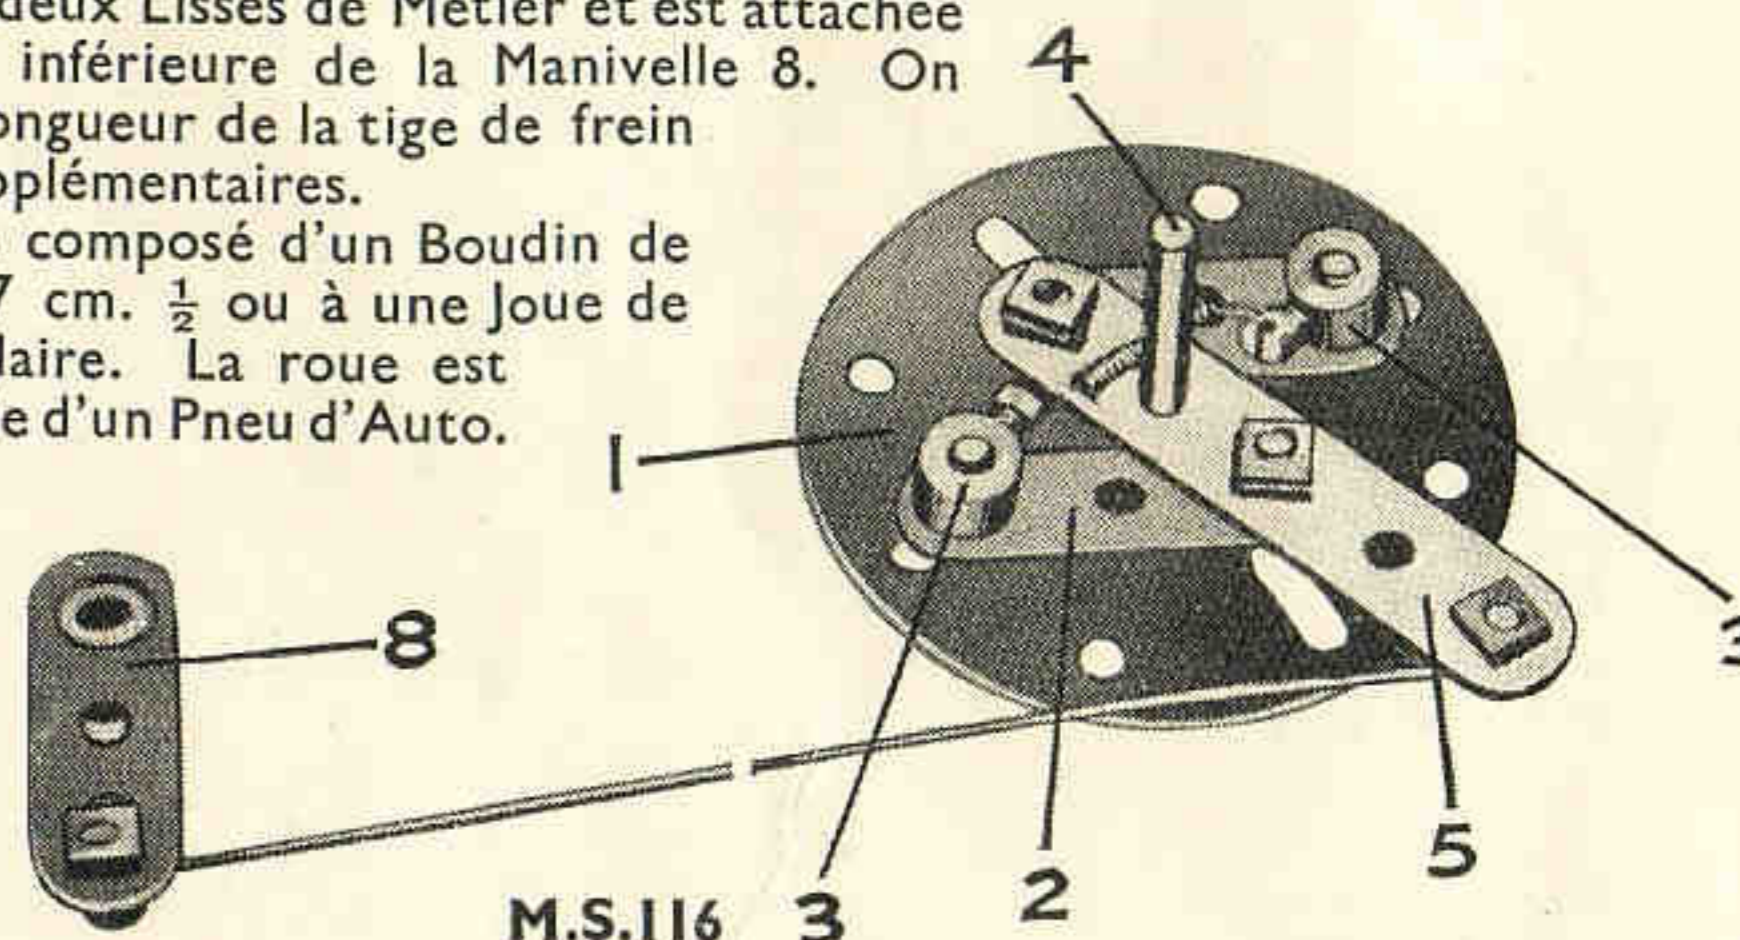 deux Lisses de Métier et est attachée
inférieure de la Manivelle 8. On
ongueur de la tige de frein
pplémentaires.
composé d'un Boudin de
7 cm. ½ ou à une Joue de
laire. La roue est
e d'un Pneu d'Auto.
4
1
8
3
5
2
3
M.S.116